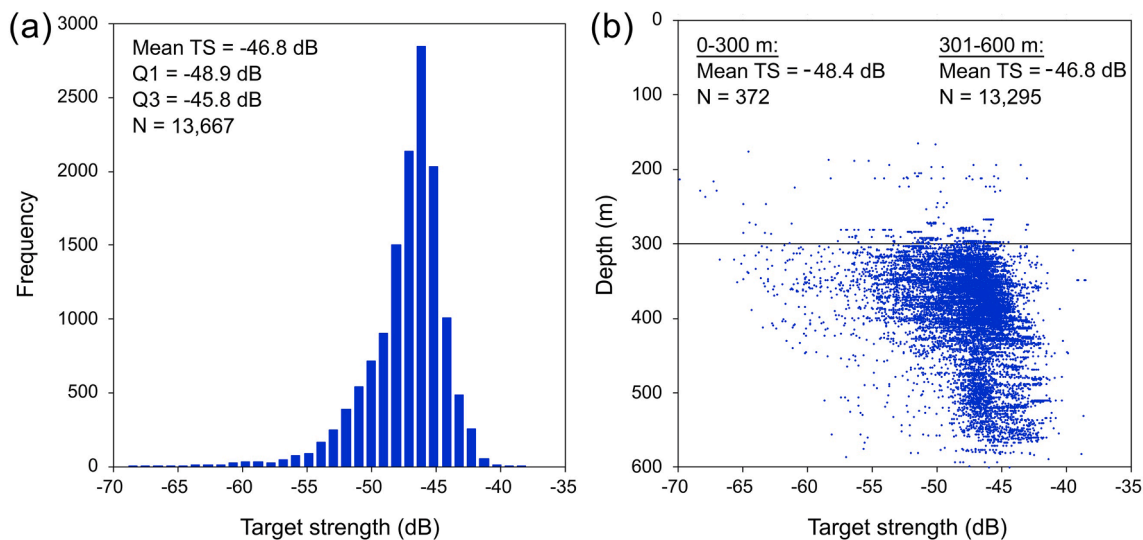 (a)
3000
2500
2000
1500
1000
500
0
Frequency
Mean TS = -46.8 dB
Q1 = -48.9 dB
Q3 = -45.8 dB
N = 13,667
-70 -65 -60 -55 -50 -45 -40 -35
Target strength (dB)
(b)
0
100
200
300
400
500
600
Depth (m)
0-300 m:
Mean TS = -48.4 dB
N = 372
301-600 m:
Mean TS = -46.8 dB
N = 13,295
-70 -65 -60 -55 -50 -45 -40 -35
Target strength (dB)